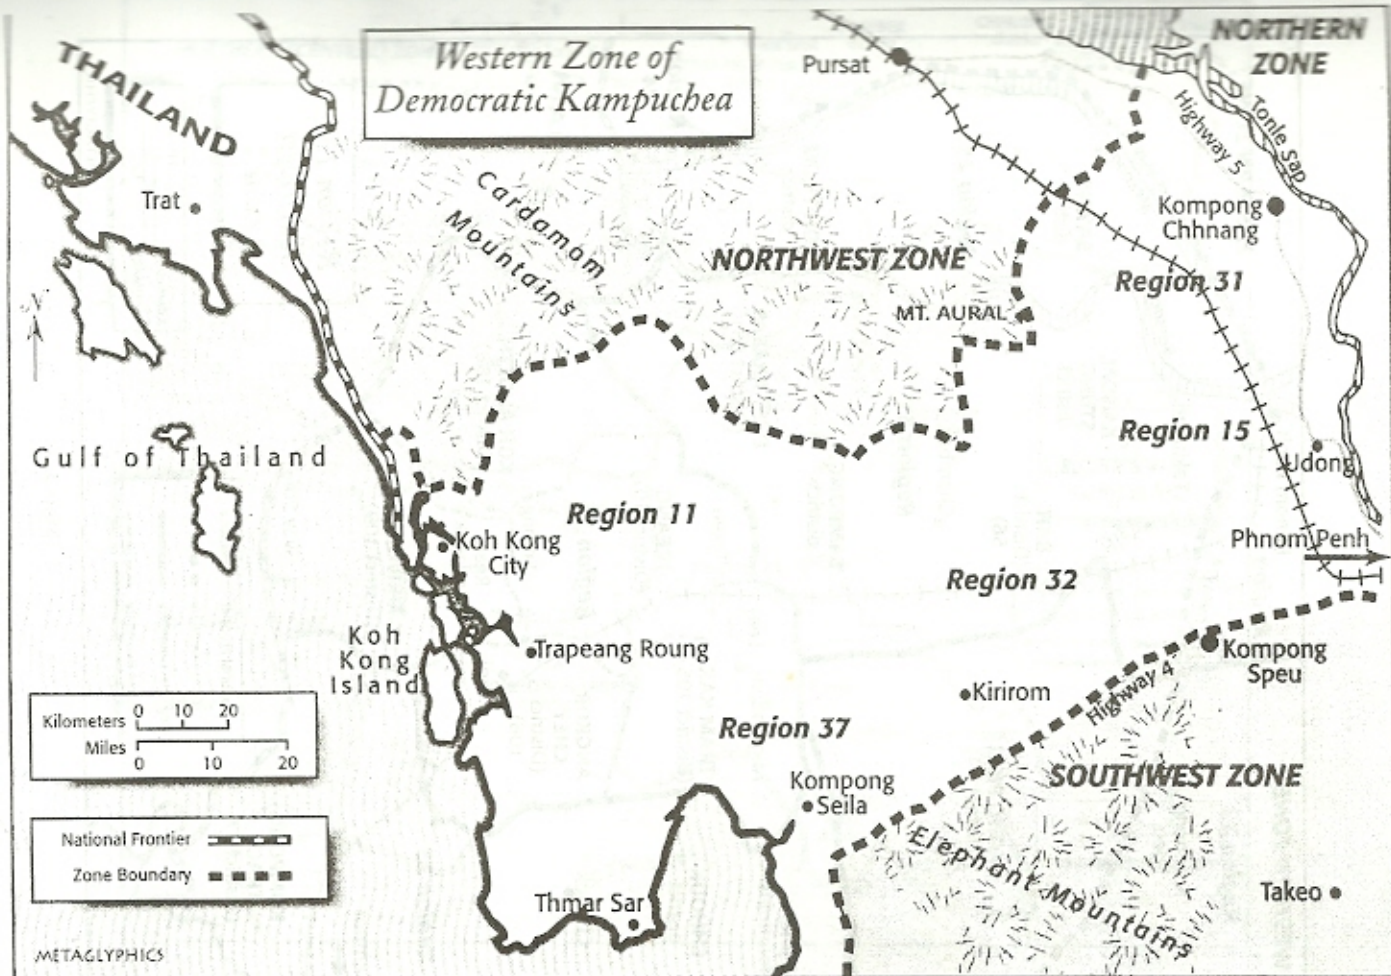 Western Zone of
Democratic Kampuchea
THAILAND
Trat
Pursat
NORTHERN
ZONE
Highway 5
Tonle Sap
Kompong
Chhnang
Cardamom
Mountains
NORTHWEST ZONE
MT. AURAL
Region 31
N
Region 15
Udong
Gulf of Thailand
Region 11
Koh Kong
City
Phnom Penh
Region 32
Koh
Kong
Island
Trapeang Roung
Kompong
Speu
Highway 4
Kirirom
Region 37
Kilometers
0 10 20
Miles
0 10 20
Kompong
Seila
SOUTHWEST ZONE
Elephant Mountains
National Frontier
Zone Boundary
Thmar Sar
Takeo
METAGLYPHICS